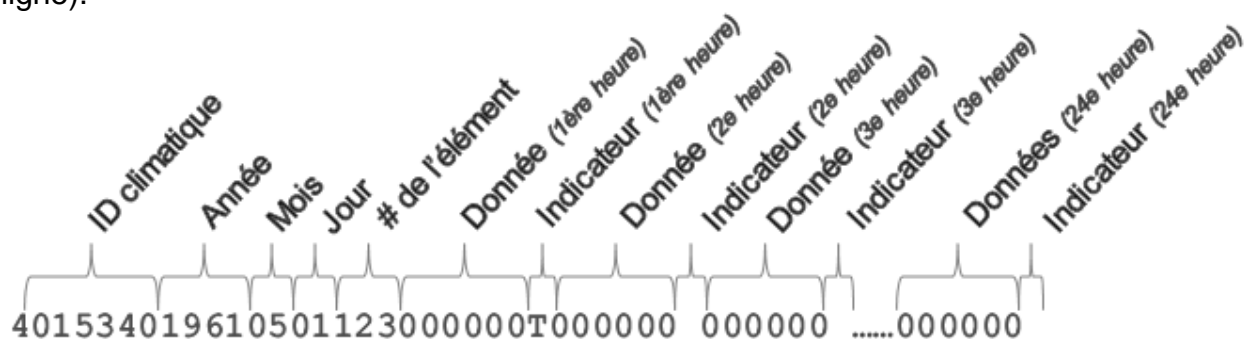 ligne).
ID climatique
Année
Mois
Jour
# de l'élément
Donnée (1ère heure)
Indicateur (1ère heure)
Donnée (2e heure)
Indicateur (2e heure)
Donnée (3e heure)
Indicateur (3e heure)
Données (24e heure)
Indicateur (24e heure)
401534019610501123000000T000000 000000 ......000000